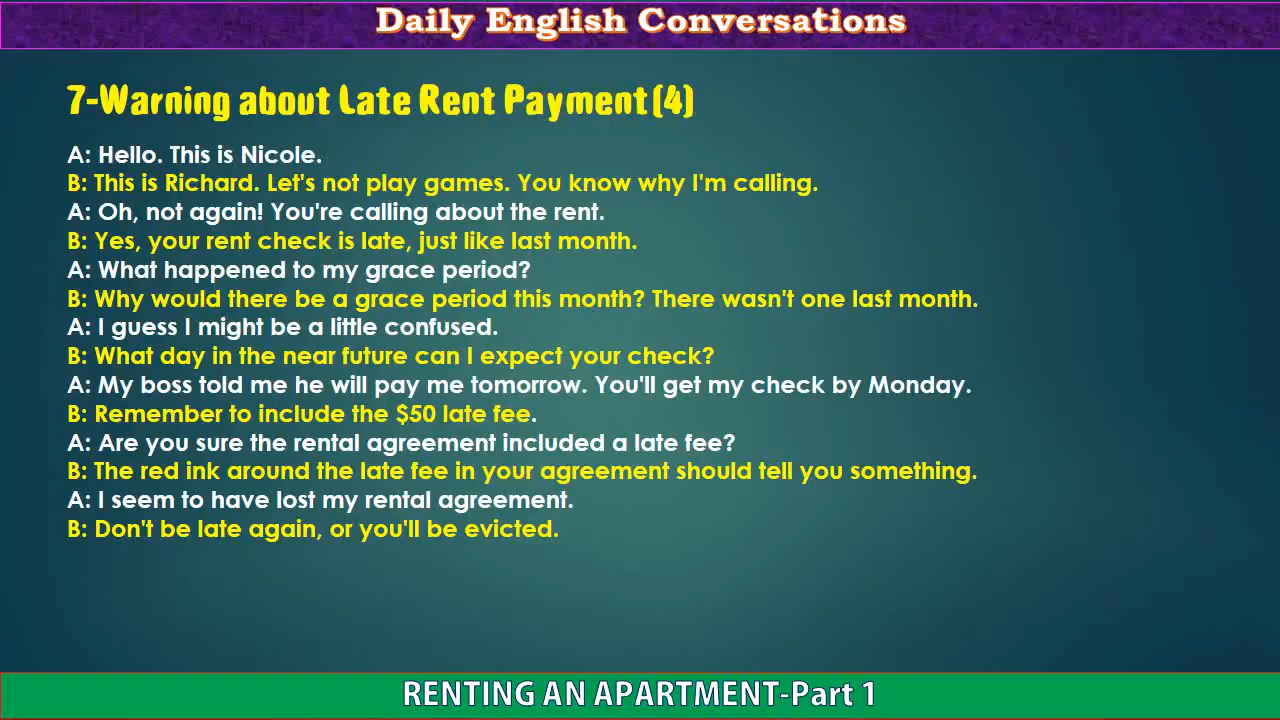 Daily English Conversations
7-Warning about Late Rent Payment(4)
A: Hello. This is Nicole.
B: This is Richard. Let's not play games. You know why I'm calling.
A: Oh, not again! You're calling about the rent.
B: Yes, your rent check is late, just like last month.
A: What happened to my grace period?
B: Why would there be a grace period this month? There wasn't one last month.
A: I guess I might be a little confused.
B: What day in the near future can I expect your check?
A: My boss told me he will pay me tomorrow. You'll get my check by Monday.
B: Remember to include the $50 late fee.
A: Are you sure the rental agreement included a late fee?
B: The red ink around the late fee in your agreement should tell you something.
A: I seem to have lost my rental agreement.
B: Don't be late again, or you'll be evicted.
RENTING AN APARTMENT-Part 1